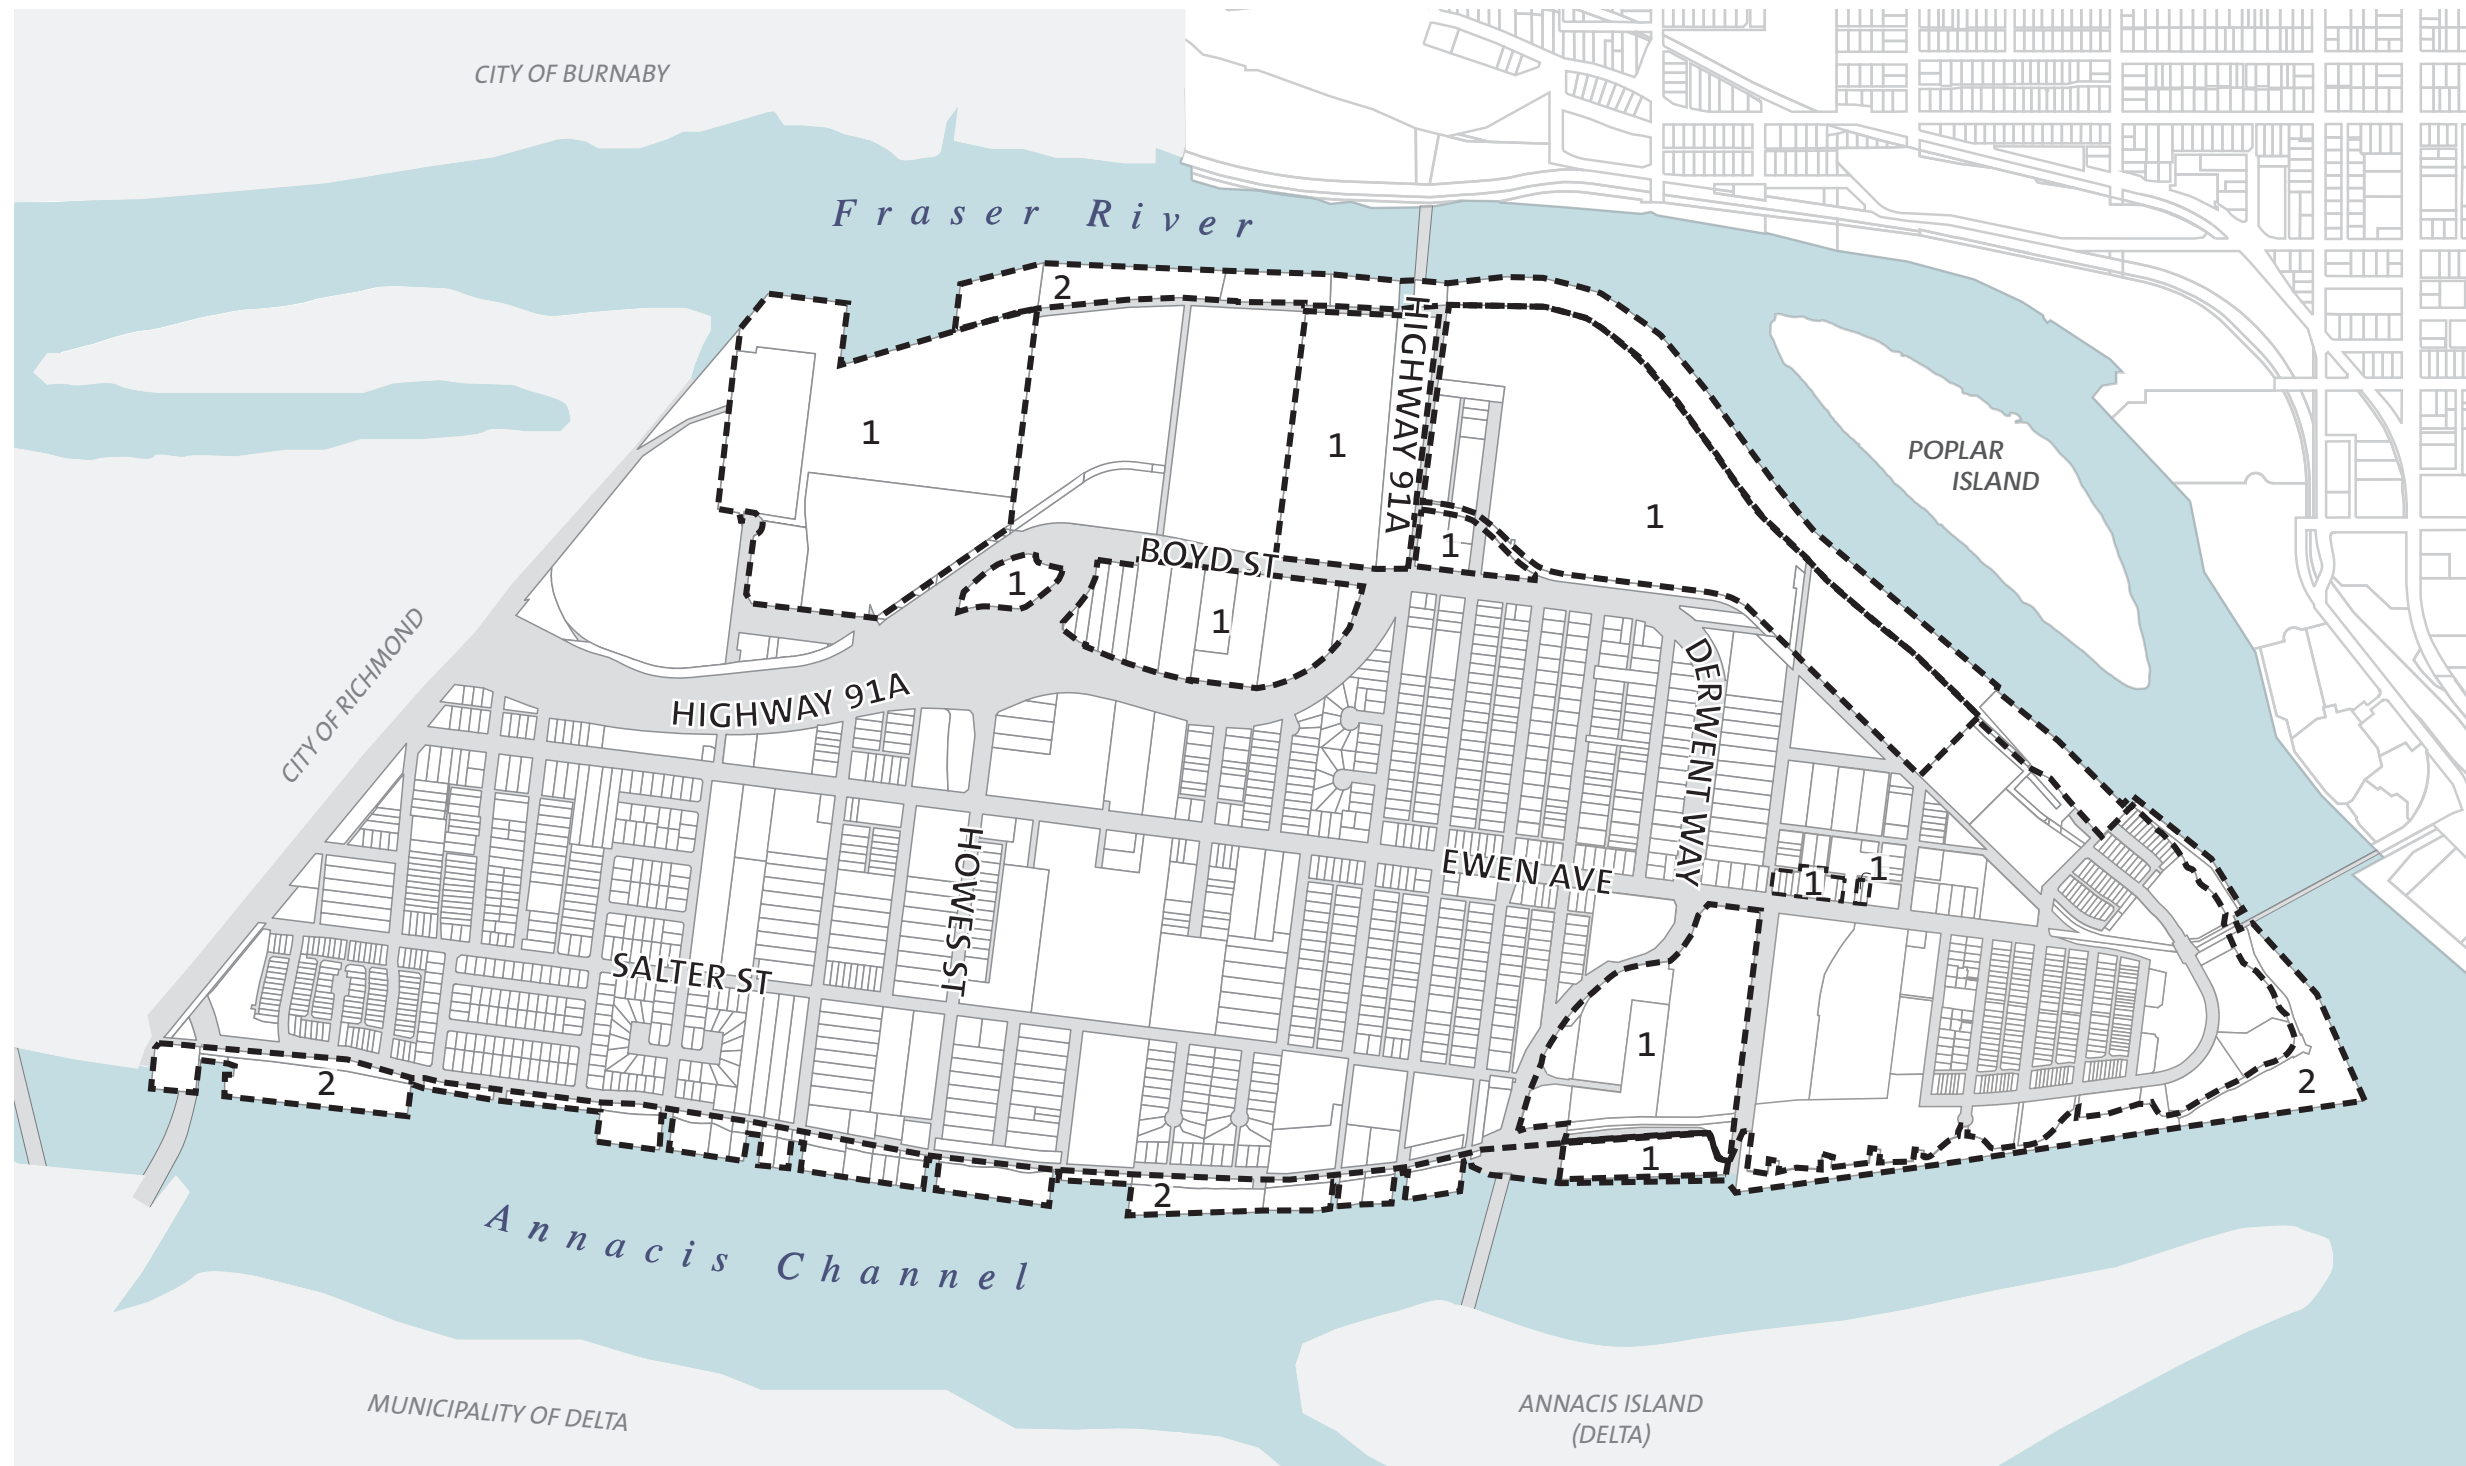 CITY OF BURNABY
Fraser River
2
HIGHWAY 91A
1
1
POPLAR
ISLAND
1
1
BOYD ST
1
1
CITY OF RICHMOND
DERWENT WAY
HIGHWAY 91A
HOWES ST
EWEN AVE
1
1
SALTER ST
1
2
2
1
2
Annacis Channel
MUNICIPALITY OF DELTA
ANNACIS ISLAND
(DELTA)